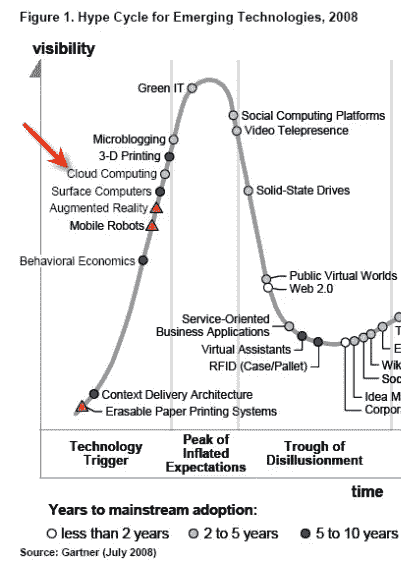 Figure 1. Hype Cycle for Emerging Technologies, 2008
visibility
Green IT
Social Computing Platforms
Microblogging
Video Telepresence
3-D Printing
Cloud Computing
Surface Computers
Solid-State Drives
Augmented Reality
Mobile Robots
Behavioral Economics
Public Virtual Worlds
Web 2.0
Service-Oriented
Business Applications
Virtual Assistants
RFID (Case/Pallet)
T
E
Wik
Soc
Idea M
Corpor
Context Delivery Architecture
Erasable Paper Printing Systems
Technology
Trigger
Peak of
Inflated
Expectations
Trough of
Disillusionment
time
Years to mainstream adoption:
less than 2 years
2 to 5 years
5 to 10 years
Source: Gartner (July 2008)